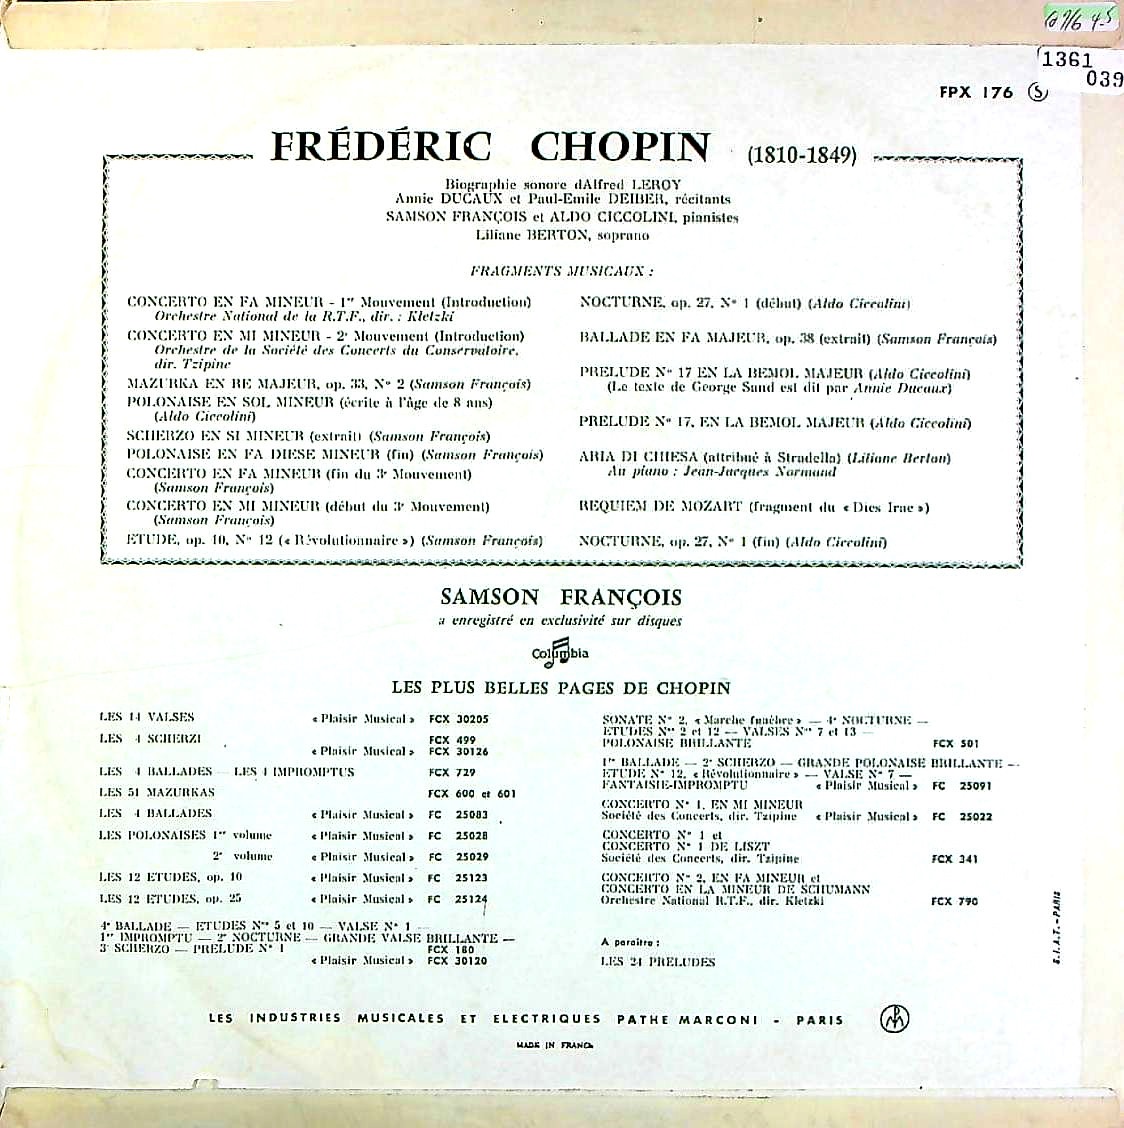 1361
039
FPX 176 S
FRÉDÉRIC CHOPIN (1810-1849)
Biographie sonore dAlfred LEROY
Annie DUCAUX et Paul-Emile DEIBER, récitants
SAMSON FRANÇOIS et ALDO CICCOLINI, pianistes
Liliane BERTON, soprano
FRAGMENTS MUSICAUX :
CONCERTO EN FA MINEUR - 1er Mouvement (Introduction)
Orchestre National de la R.T.F., dir. : Kletzki
CONCERTO EN MI MINEUR - 2e Mouvement (Introduction)
Orchestre de la Société des Concerts du Conservatoire.
dir. Tzipine
MAZURKA EN RE MAJEUR, op. 33, N° 2 (Samson François)
POLONAISE EN SOL MINEUR (écrite à l'âge de 8 ans)
(Aldo Ciccolini)
SCHERZO EN SI MINEUR (extrait) (Samson François)
POLONAISE EN FA DIESE MINEUR (fin) (Samson François)
CONCERTO EN FA MINEUR (fin du 3e Mouvement)
(Samson François)
CONCERTO EN MI MINEUR (début du 3e Mouvement)
(Samson François)
ETUDE, op. 10, N° 12 (« Révolutionnaire ») (Samson François)
NOCTURNE, op. 27, N° 1 (début) (Aldo Ciccolini)
BALLADE EN FA MAJEUR, op. 38 (extrait) (Samson François)
PRELUDE N° 17 EN LA BEMOL MAJEUR (Aldo Ciccolini)
(Le texte de George Sand est dit par Annie Ducaux)
PRELUDE N° 17, EN LA BEMOL MAJEUR (Aldo Ciccolini)
ARIA DI CHIESA (attribué à Stradella) (Liliane Berton)
Au piano : Jean-Jacques Normand
REQUIEM DE MOZART (fragment du « Dies Irae »)
NOCTURNE, op. 27, N° 1 (fin) (Aldo Ciccolini)
SAMSON FRANÇOIS
a enregistré en exclusivité sur disques
Columbia
LES PLUS BELLES PAGES DE CHOPIN
LES 14 VALSES « Plaisir Musical » FCX 30205
LES 4 SCHERZI FCX 499
« Plaisir Musical » FCX 30126
LES 4 BALLADES - LES 4 IMPROMPTUS FCX 729
LES 51 MAZURKAS FCX 600 et 601
LES 4 BALLADES « Plaisir Musical » FC 25083
LES POLONAISES 1er volume « Plaisir Musical » FC 25028
2e volume « Plaisir Musical » FC 25029
LES 12 ETUDES, op. 10 « Plaisir Musical » FC 25123
LES 12 ETUDES, op. 25 « Plaisir Musical » FC 25124
4e BALLADE — ETUDES Nos 5 et 10 — VALSE N° 1 —
1er IMPROMPTU — 2e NOCTURNE — GRANDE VALSE BRILLANTE —
3e SCHERZO — PRELUDE N° 1 FCX 180
« Plaisir Musical » FCX 30120
SONATE N° 2, « Marche funèbre » — 4e NOCTURNE —
ETUDES Nos 2 et 12 — VALSES Nos 7 et 13 —
POLONAISE BRILLANTE FCX 501
1re BALLADE — 2e SCHERZO — GRANDE POLONAISE BRILLANTE —
ETUDE N° 12, « Révolutionnaire » — VALSE N° 7 —
FANTAISIE-IMPROMPTU « Plaisir Musical » FC 25091
CONCERTO N° 1, EN MI MINEUR
Société des Concerts, dir. Tzipine « Plaisir Musical » FC 25022
CONCERTO N° 1 et
CONCERTO N° 1 DE LISZT
Société des Concerts, dir. Tzipine FCX 341
CONCERTO N° 2, EN FA MINEUR et
CONCERTO EN LA MINEUR DE SCHUMANN
Orchestre National R.T.F., dir. Kletzki FCX 790
A paraître :
LES 24 PRELUDES
S.I.A.T. - PARIS
LES INDUSTRIES MUSICALES ET ELECTRIQUES PATHE MARCONI - PARIS
MADE IN FRANCE